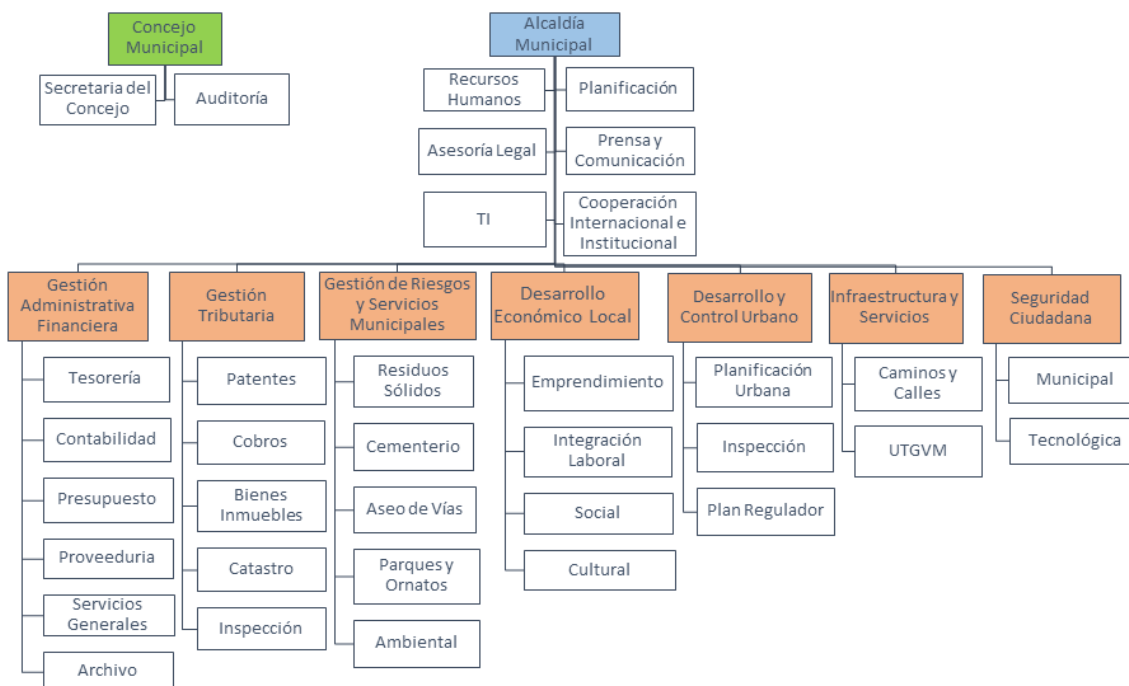 Concejo
Municipal
Alcaldía
Municipal
Secretaria del
Concejo
Auditoría
Recursos
Humanos
Planificación
Asesoría Legal
Prensa y
Comunicación
TI
Cooperación
Internacional e
Institucional
Gestión
Administrativa
Financiera
Gestión
Tributaria
Gestión de Riesgos
y Servicios
Municipales
Desarrollo
Económico Local
Desarrollo y
Control Urbano
Infraestructura y
Servicios
Seguridad
Ciudadana
Tesorería
Contabilidad
Presupuesto
Proveeduria
Servicios
Generales
Archivo
Patentes
Cobros
Bienes
Inmuebles
Catastro
Inspección
Residuos
Sólidos
Cementerio
Aseo de Vías
Parques y
Ornatos
Ambiental
Emprendimiento
Integración
Laboral
Social
Cultural
Planificación
Urbana
Inspección
Plan Regulador
Caminos y
Calles
UTGVM
Municipal
Tecnológica